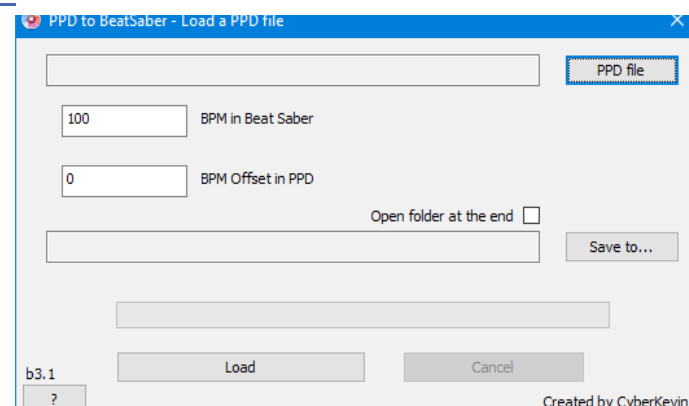 PPD to BeatSaber - Load a PPD file
PPD file
100 BPM in Beat Saber
0 BPM Offset in PPD
Open folder at the end
Save to...
Load Cancel
b3.1
?
Created by CyberKevin